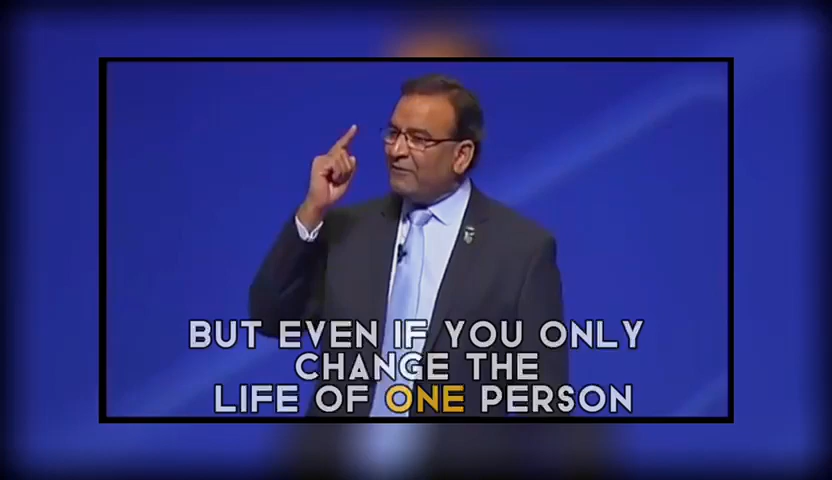 BUT EVEN IF YOU ONLY
CHANGE THE
LIFE OF ONE PERSON